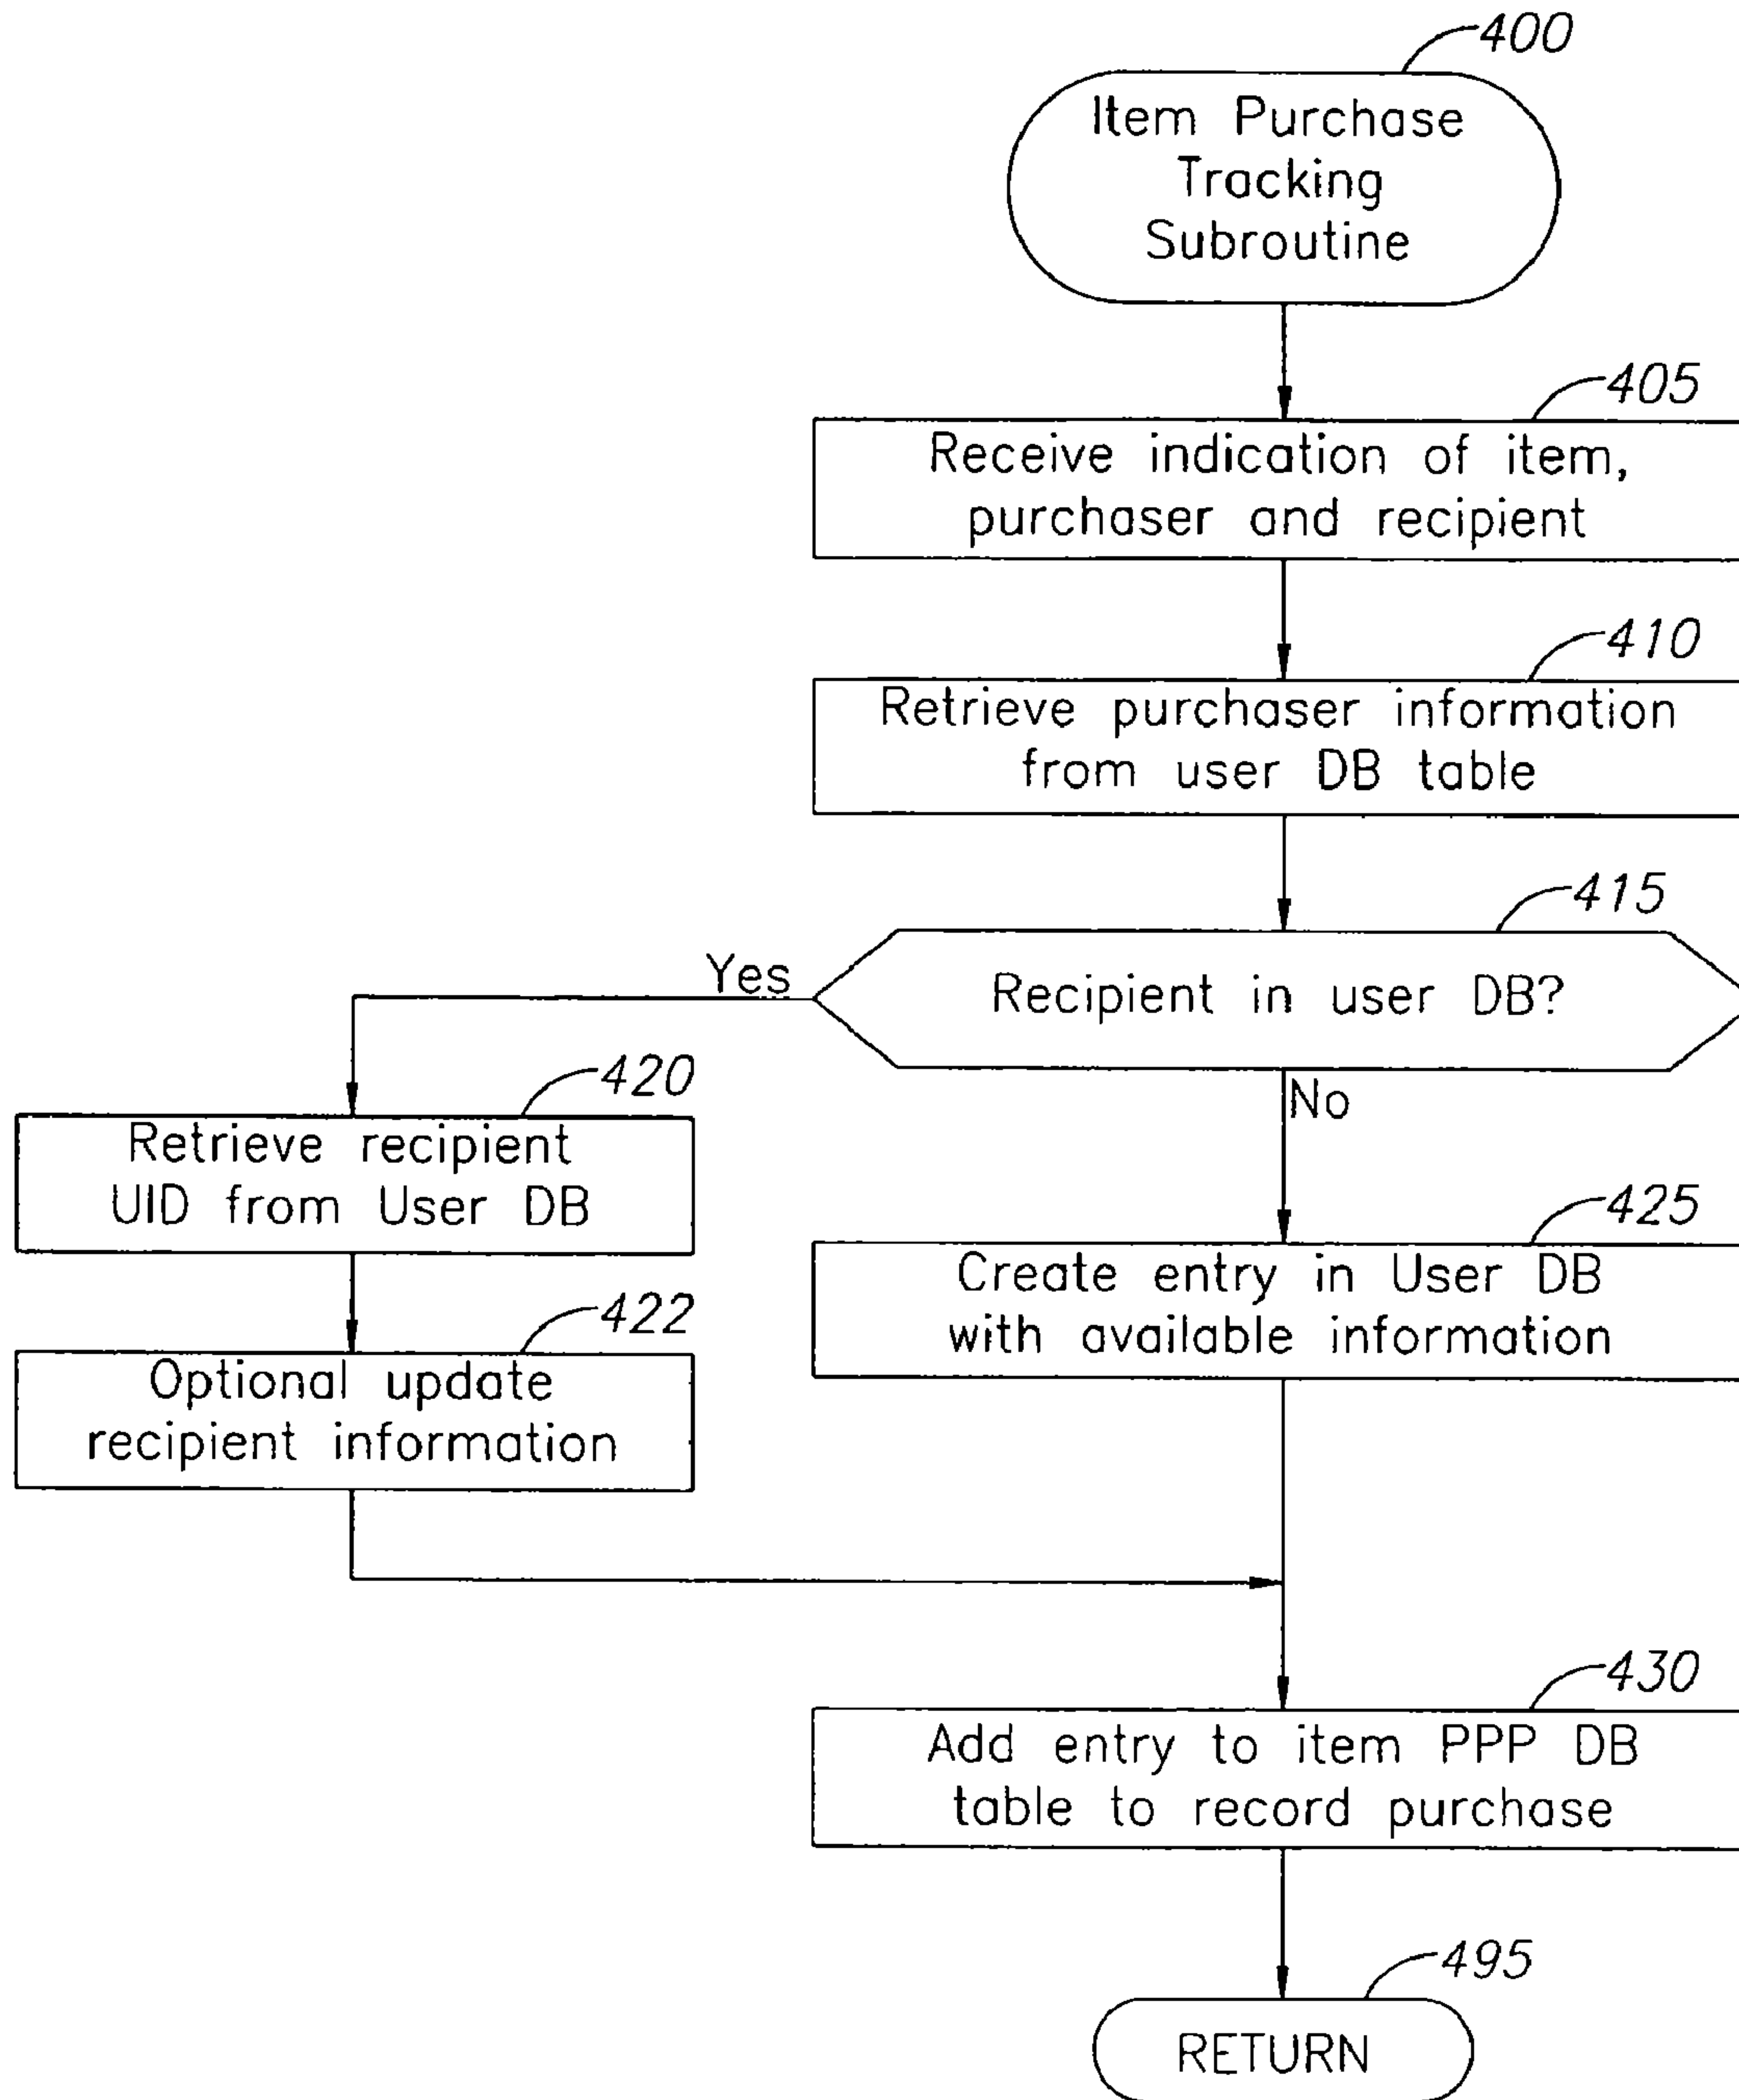 400
Item Purchase
Tracking
Subroutine
405
Receive indication of item,
purchaser and recipient
410
Retrieve purchaser information
from user DB table
415
Recipient in user DB?
Yes
No
420
Retrieve recipient
UID from User DB
422
Optional update
recipient information
425
Create entry in User DB
with available information
430
Add entry to item PPP DB
table to record purchase
495
RETURN